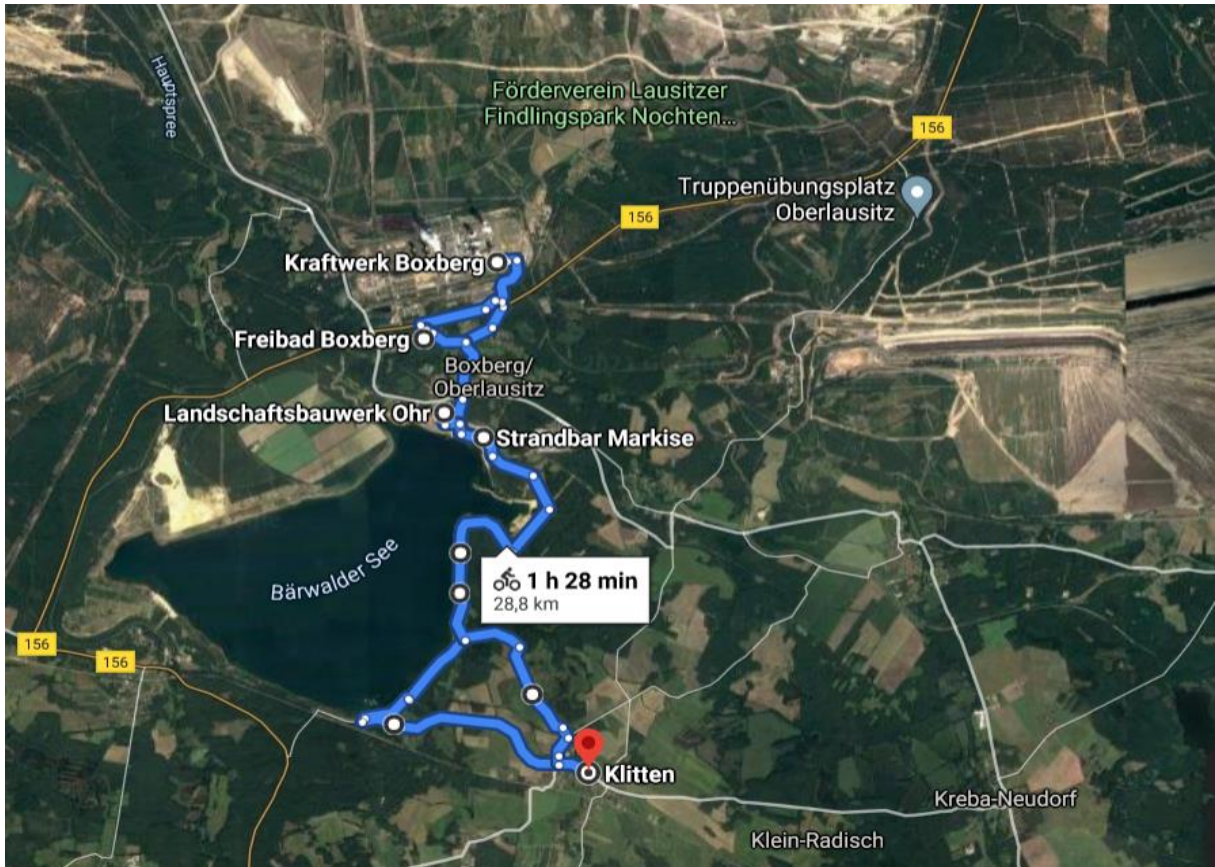 Hauptspree
Förderverein Lausitzer
Findlingspark Nochten...
156
Truppenübungsplatz
Oberlausitz
156
Kraftwerk Boxberg
Freibad Boxberg
Boxberg/
Oberlausitz
Landschaftsbauwerk Ohr
Strandbar Markise
Bärwalder See
1 h 28 min
28,8 km
156
156
Klitten
Kreba-Neudorf
Klein-Radisch